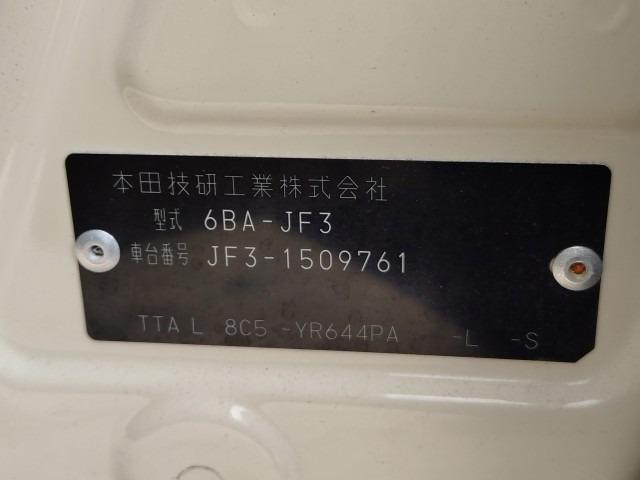 本田技研工業株式会社
型式 6BA-JF3
車台番号 JF3-1509761
TTA L 8C5 -YR644PA -L -S